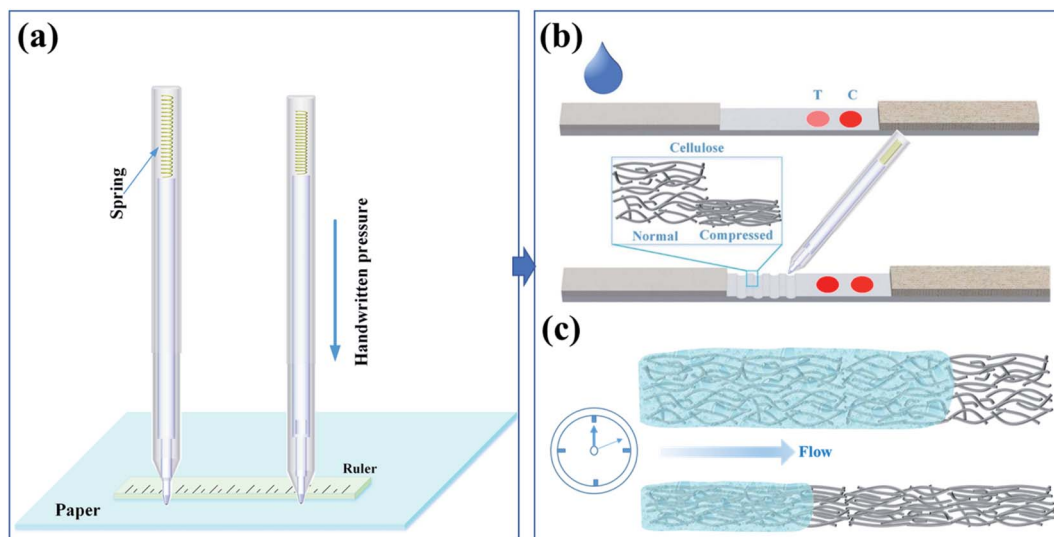 (a)
Spring
Handwritten pressure
Ruler
Paper
(b)
T C
Cellulose
Normal Compressed
(c)
Flow